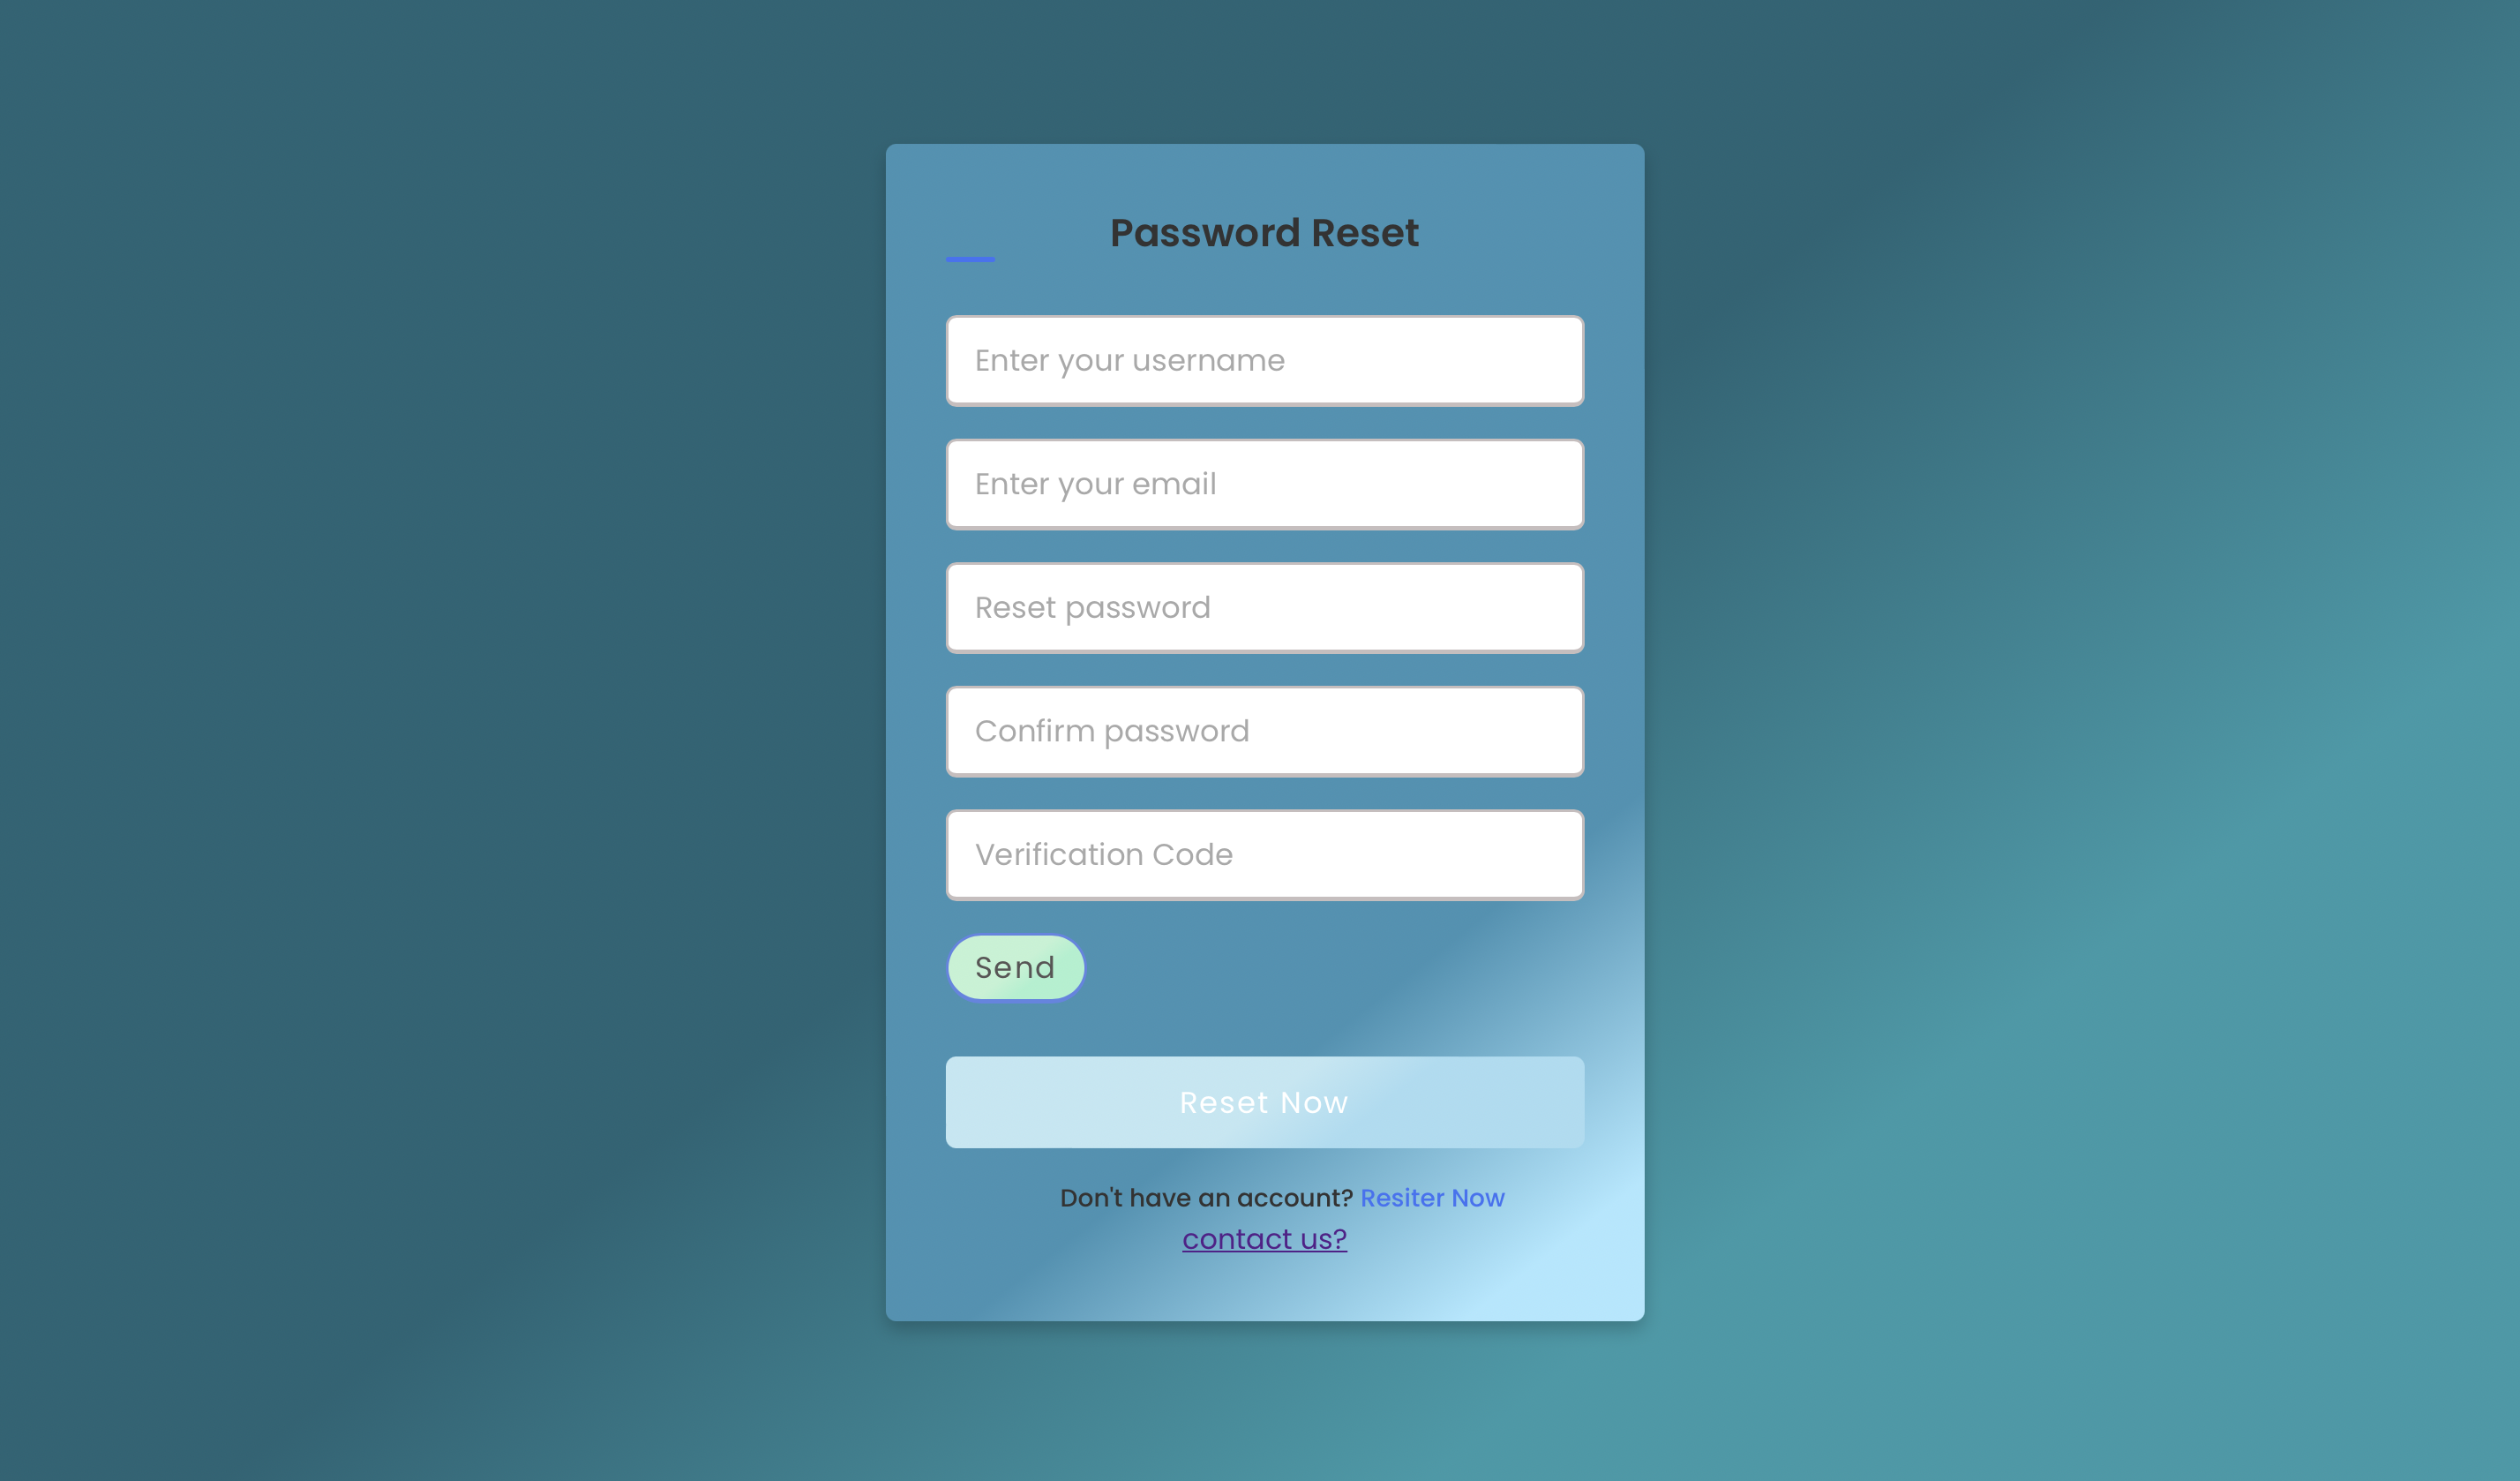 Password Reset
Enter your username
Enter your email
Reset password
Confirm password
Verification Code
Send
Reset Now
Don't have an account? Resiter Now
contact us?